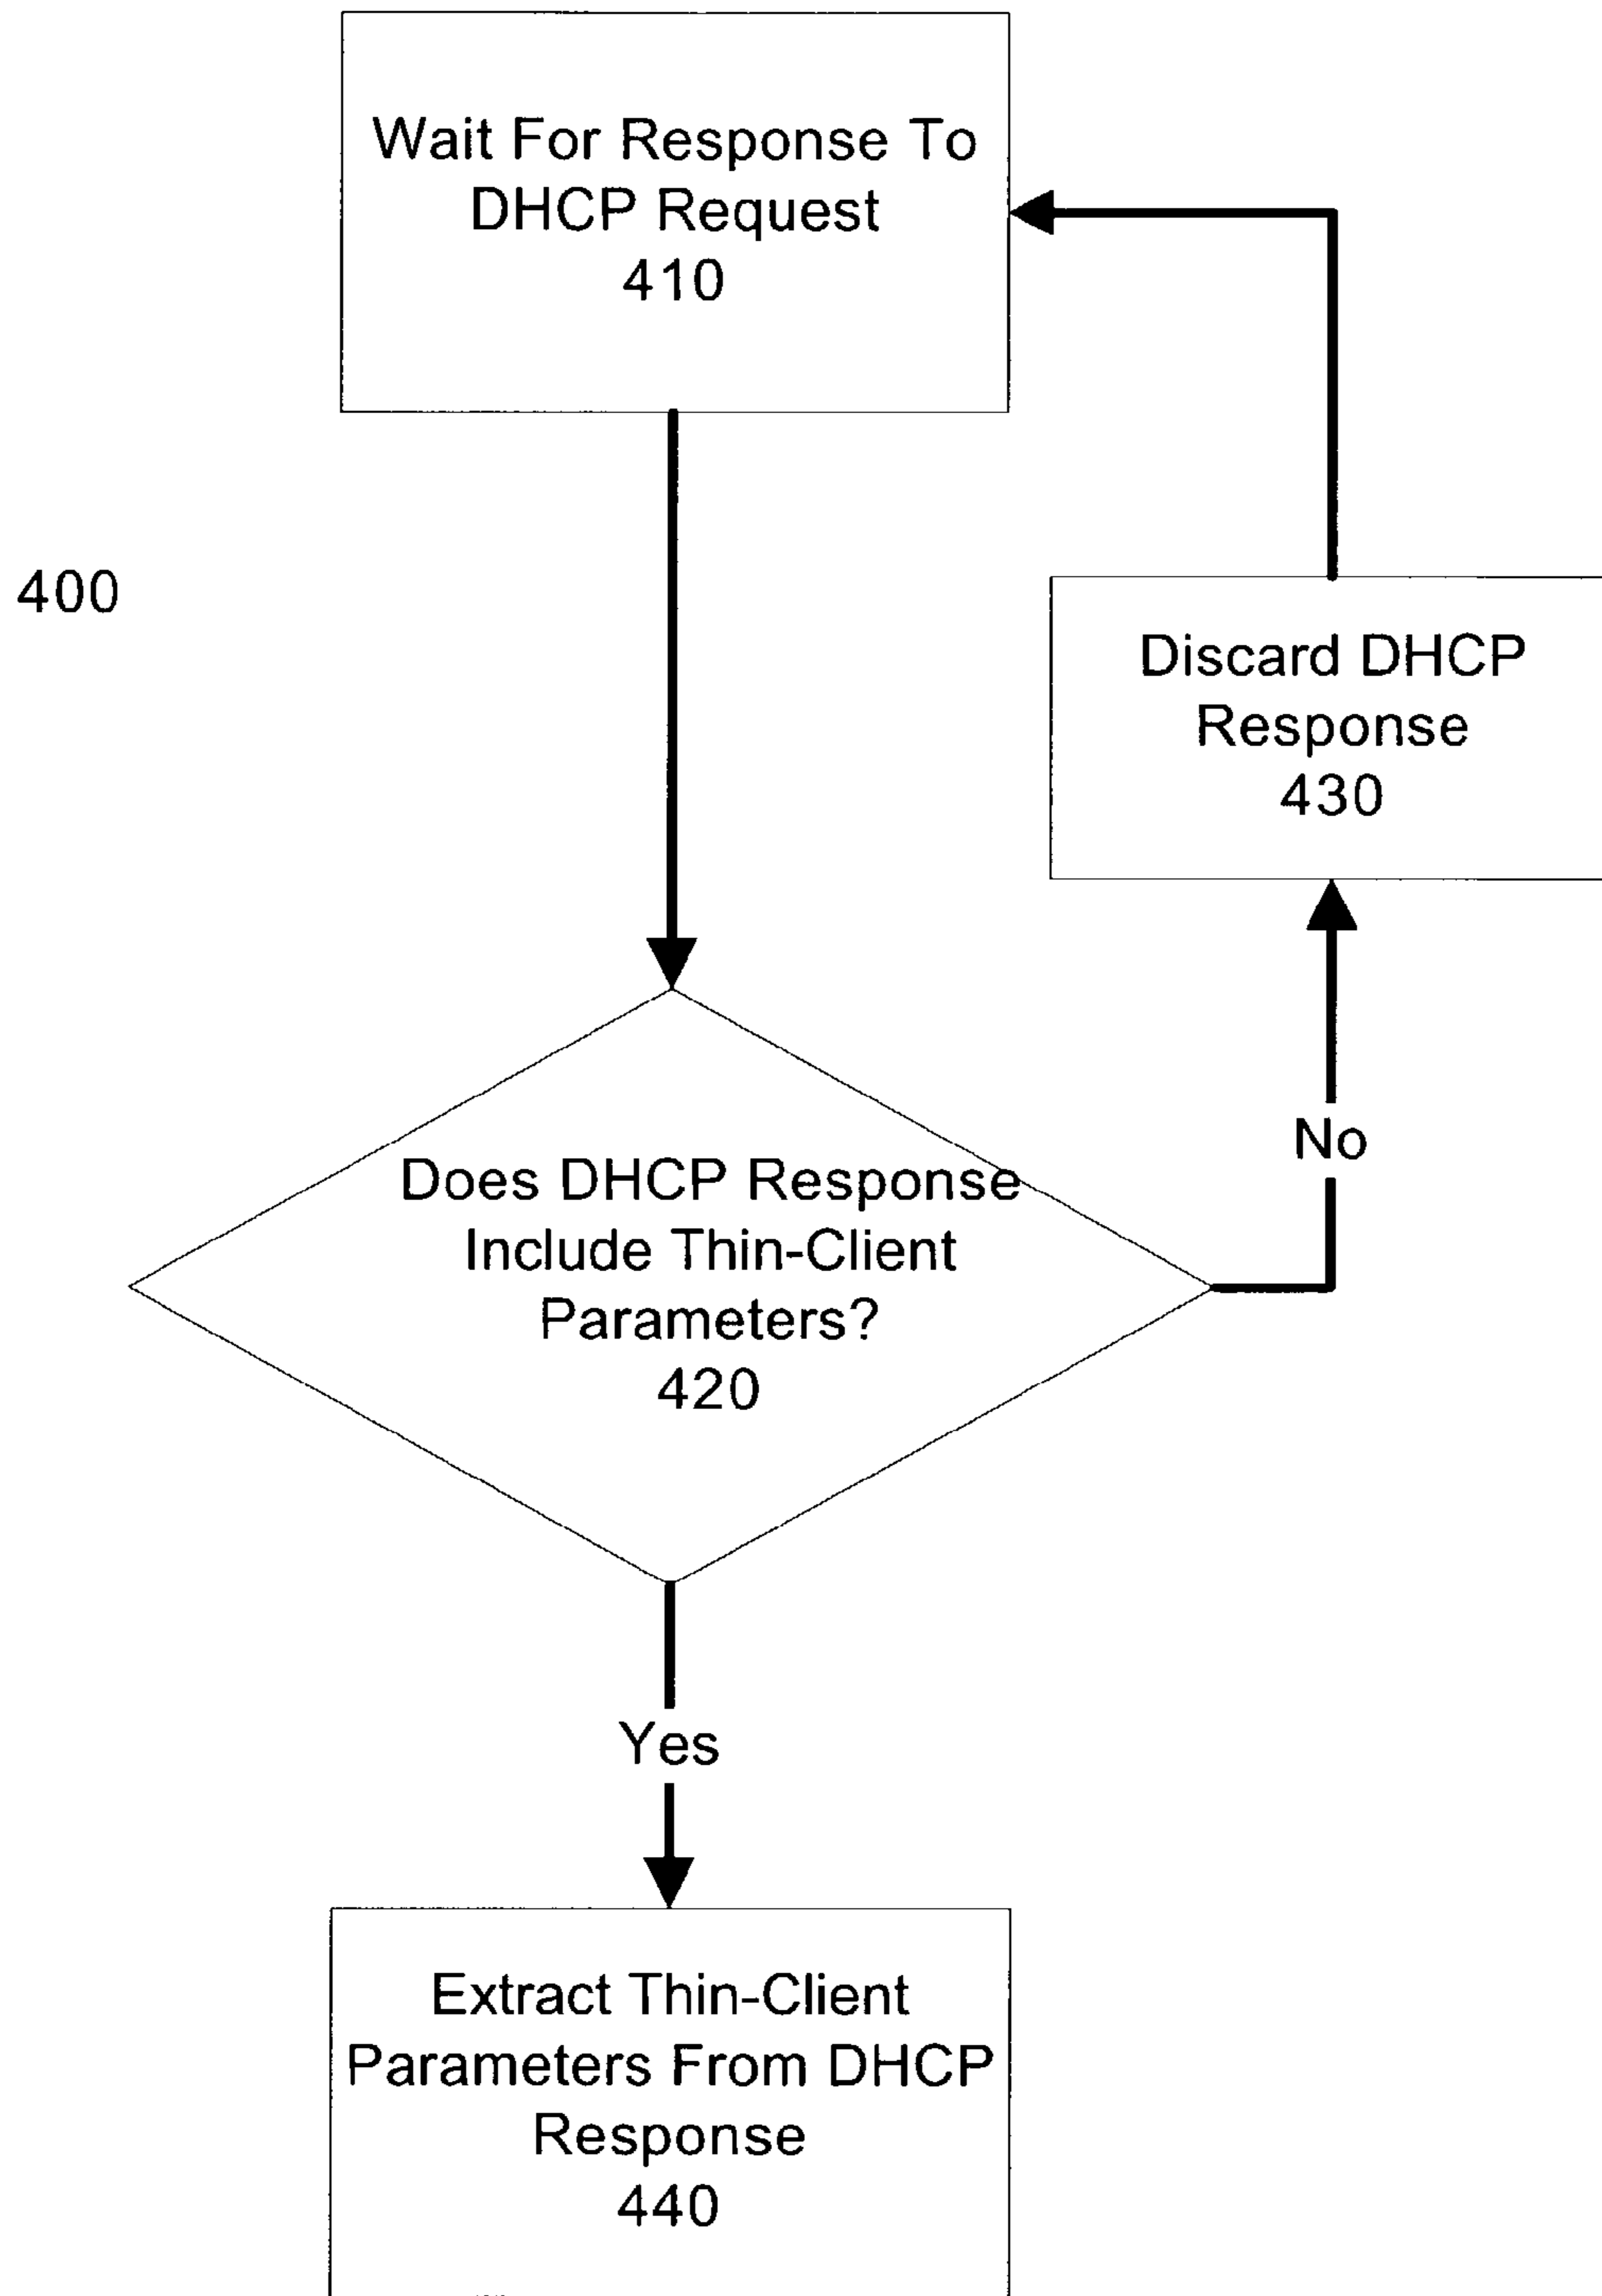 Wait For Response To
DHCP Request
410
400
Discard DHCP
Response
430
No
Does DHCP Response
Include Thin-Client
Parameters?
420
Yes
Extract Thin-Client
Parameters From DHCP
Response
440